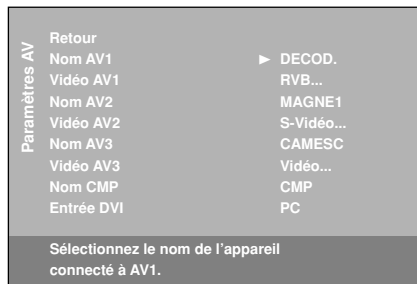 Paramètres AV
Retour
Nom AV1 ► DECOD.
Vidéo AV1 RVB...
Nom AV2 MAGNE1
Vidéo AV2 S-Vidéo...
Nom AV3 CAMESC
Vidéo AV3 Vidéo...
Nom CMP CMP
Entrée DVI PC
Sélectionnez le nom de l'appareil
connecté à AV1.